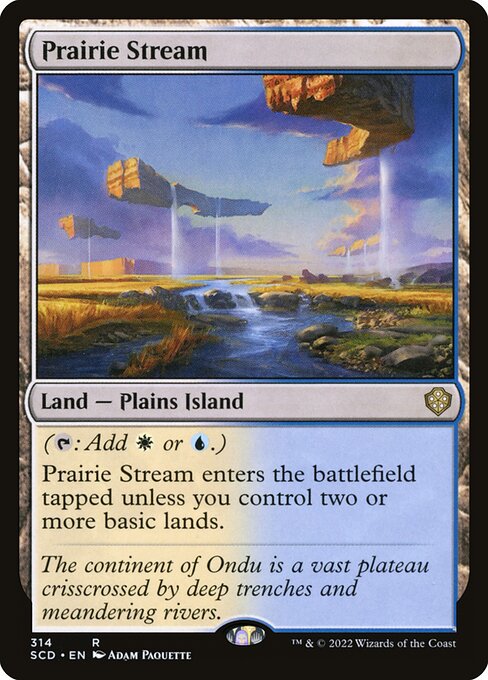 Prairie Stream
Land — Plains Island
(: Add or .)
Prairie Stream enters the battlefield
tapped unless you control two or
more basic lands.
The continent of Ondu is a vast plateau
crisscrossed by deep trenches and
meandering rivers.
314 R
SCD • EN Adam Paquette
™ & © 2022 Wizards of the Coast